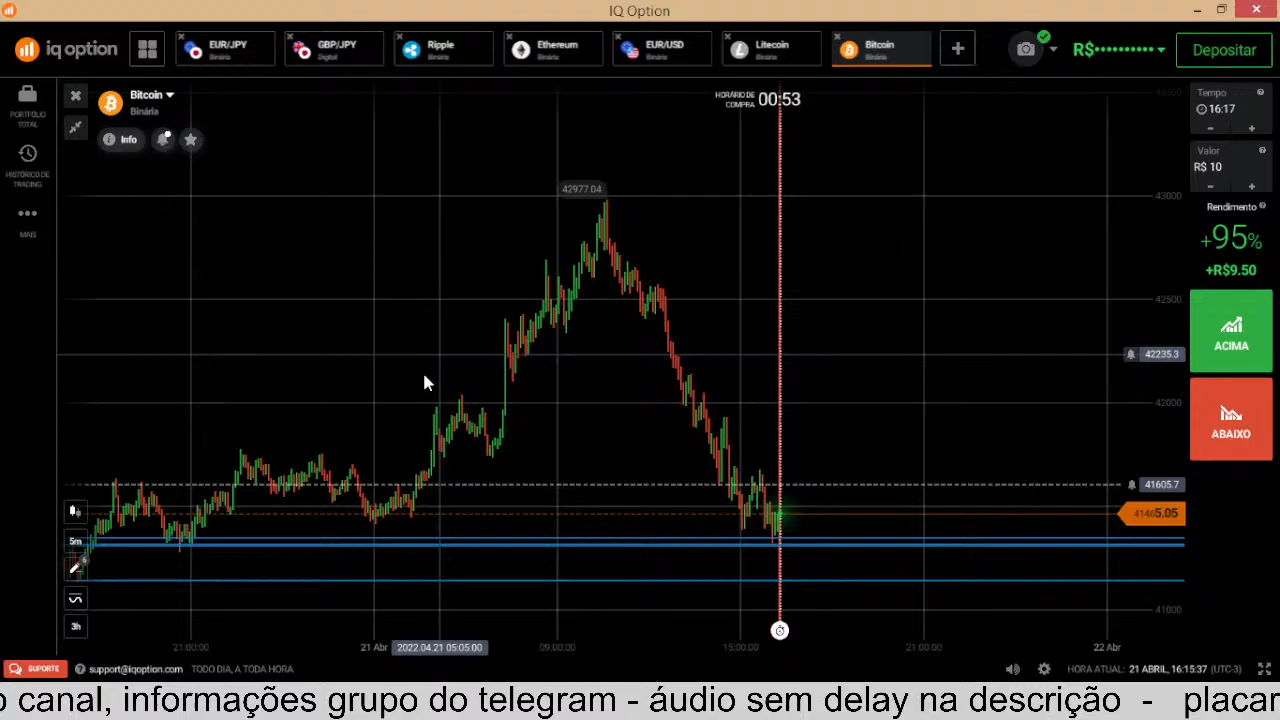 IQ Option
iq option
EUR/JPY
Binária
GBP/JPY
Digital
Ripple
Binária
Ethereum
Binária
EUR/USD
Binária
Litecoin
Binária
Bitcoin
Binária
R$••••••••••
Depositar
PORTFÓLIO
TOTAL
HISTÓRICO DE
TRADING
MAIS
Bitcoin
Binária
Info
HORÁRIO DE
COMPRA
00:53
42977.04
43000
42500
42235.3
42000
41605.7
41465.05
41000
Tempo
16:17
Valor
R$ 10
Rendimento
+95%
+R$9.50
ACIMA
ABAIXO
5m
6
3h
21:00:00
21 Abr
2022.04.21 05:05:00
09:00:00
15:00:00
21:00:00
22 Abr
SUPORTE
support@iqoption.com
TODO DIA, A TODA HORA
HORA ATUAL: 21 ABRIL, 16:15:37 (UTC-3)
o canal, informações grupo do telegram - áudio sem delay na descrição - placar